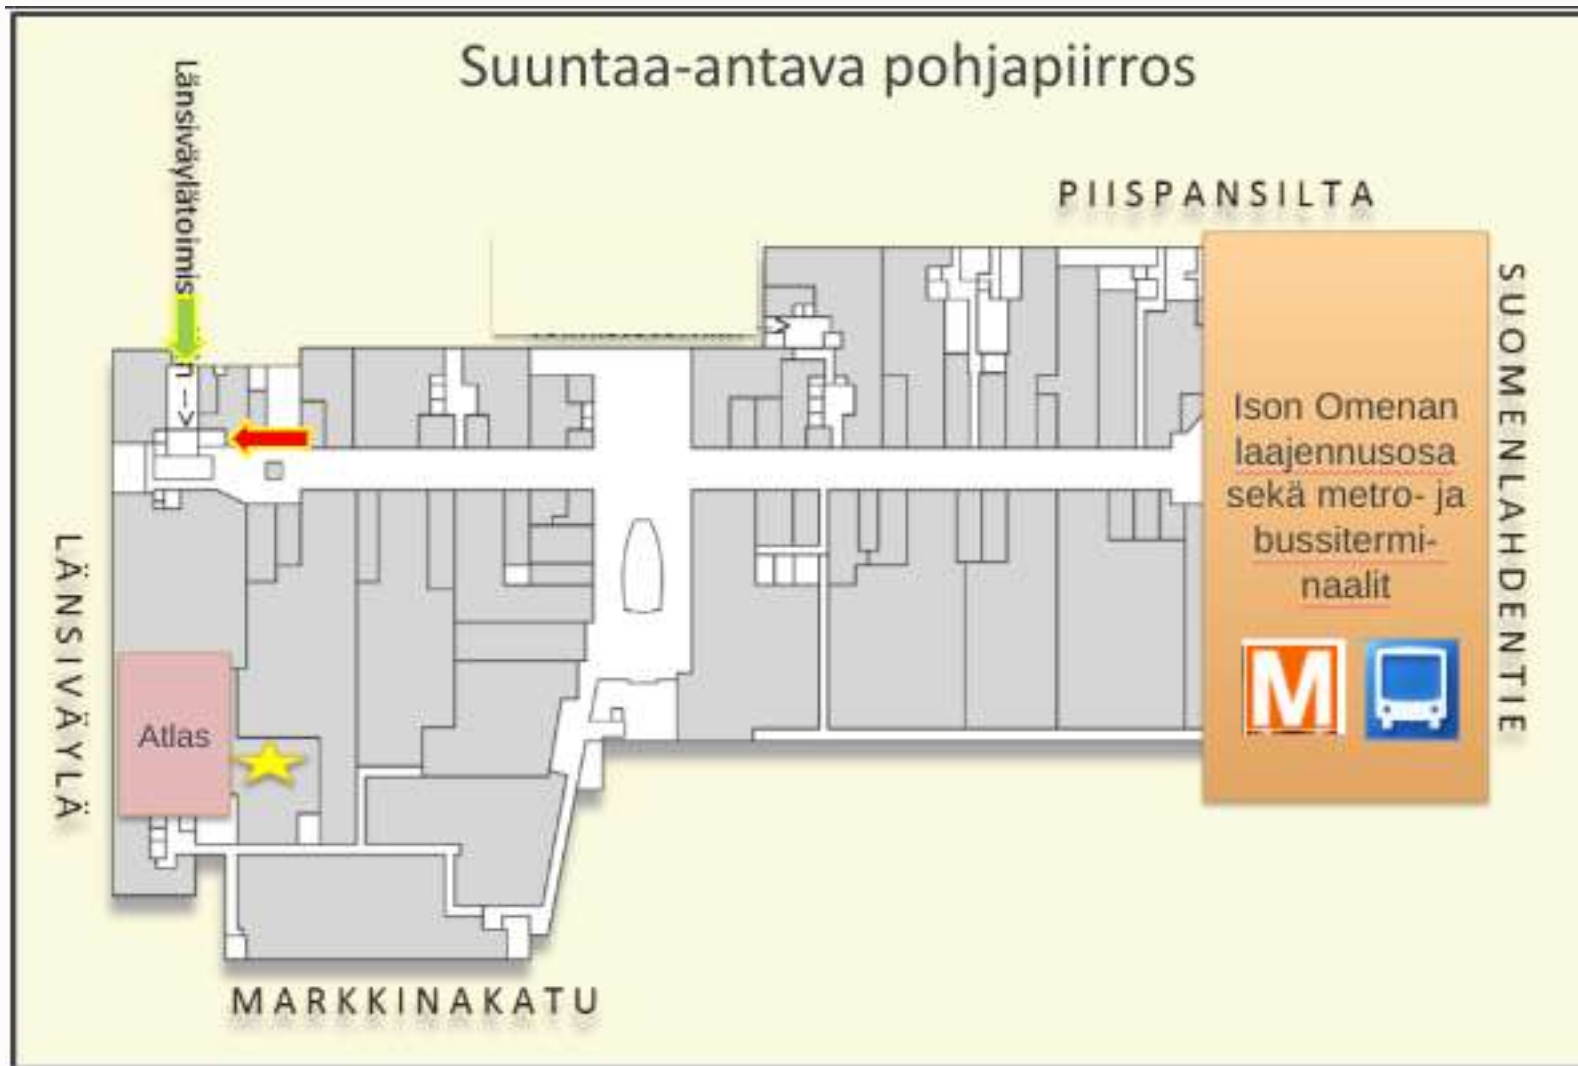 Suuntaa-antava pohjapiirros
Länsiväylätoimis
n --->
PIISPANSILTA
SUOMENLAHDENTIE
Ison Omenan
laajennusosa
sekä metro- ja
bussitermi-
naalit
M
LÄNSIVÄYLÄ
Atlas
MARKKINAKATU